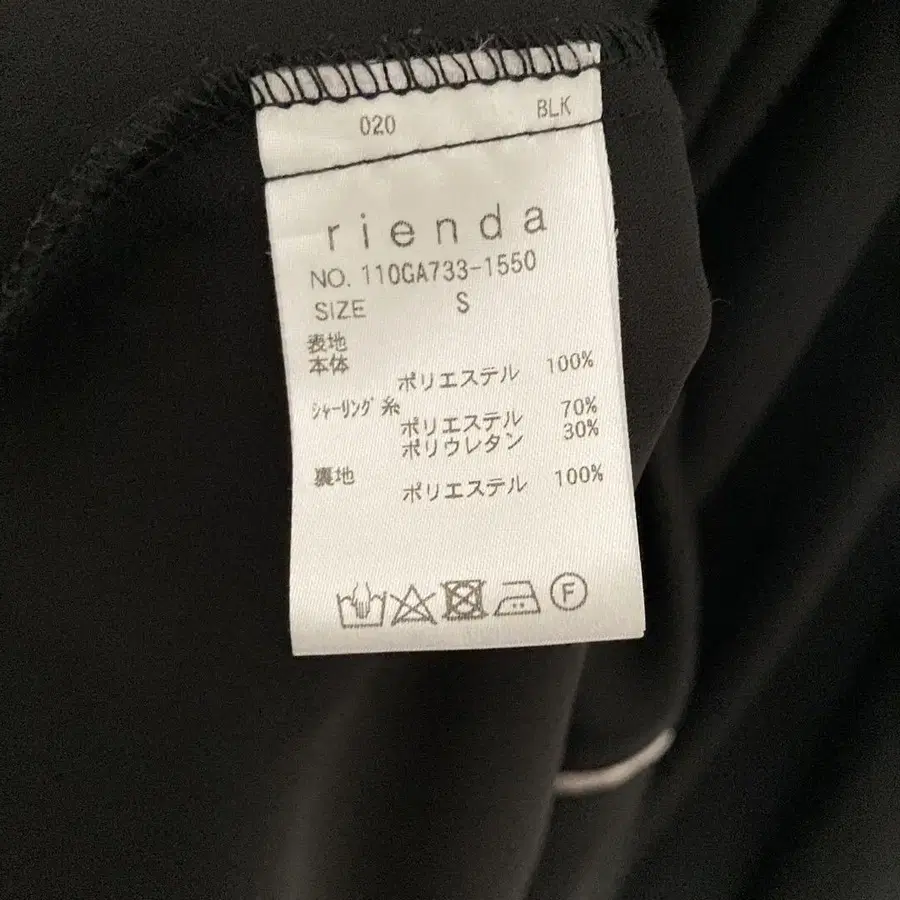 020 BLK
rienda
NO. 110GA733-1550
SIZE S
表地
本体
ポリエステル 100%
ｼｬｰﾘﾝｸﾞ糸
ポリエステル 70%
ポリウレタン 30%
裏地
ポリエステル 100%
F